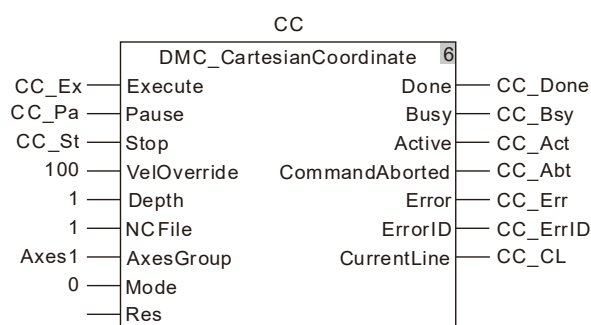 CC
DMC_CartesianCoordinate 6
CC_Ex Execute Done CC_Done
CC_Pa Pause Busy CC_Bsy
CC_St Stop Active CC_Act
100 VelOverride CommandAborted CC_Abt
1 Depth Error CC_Err
1 NCFile ErrorID CC_ErrID
Axes1 AxesGroup CurrentLine CC_CL
0 Mode
Res